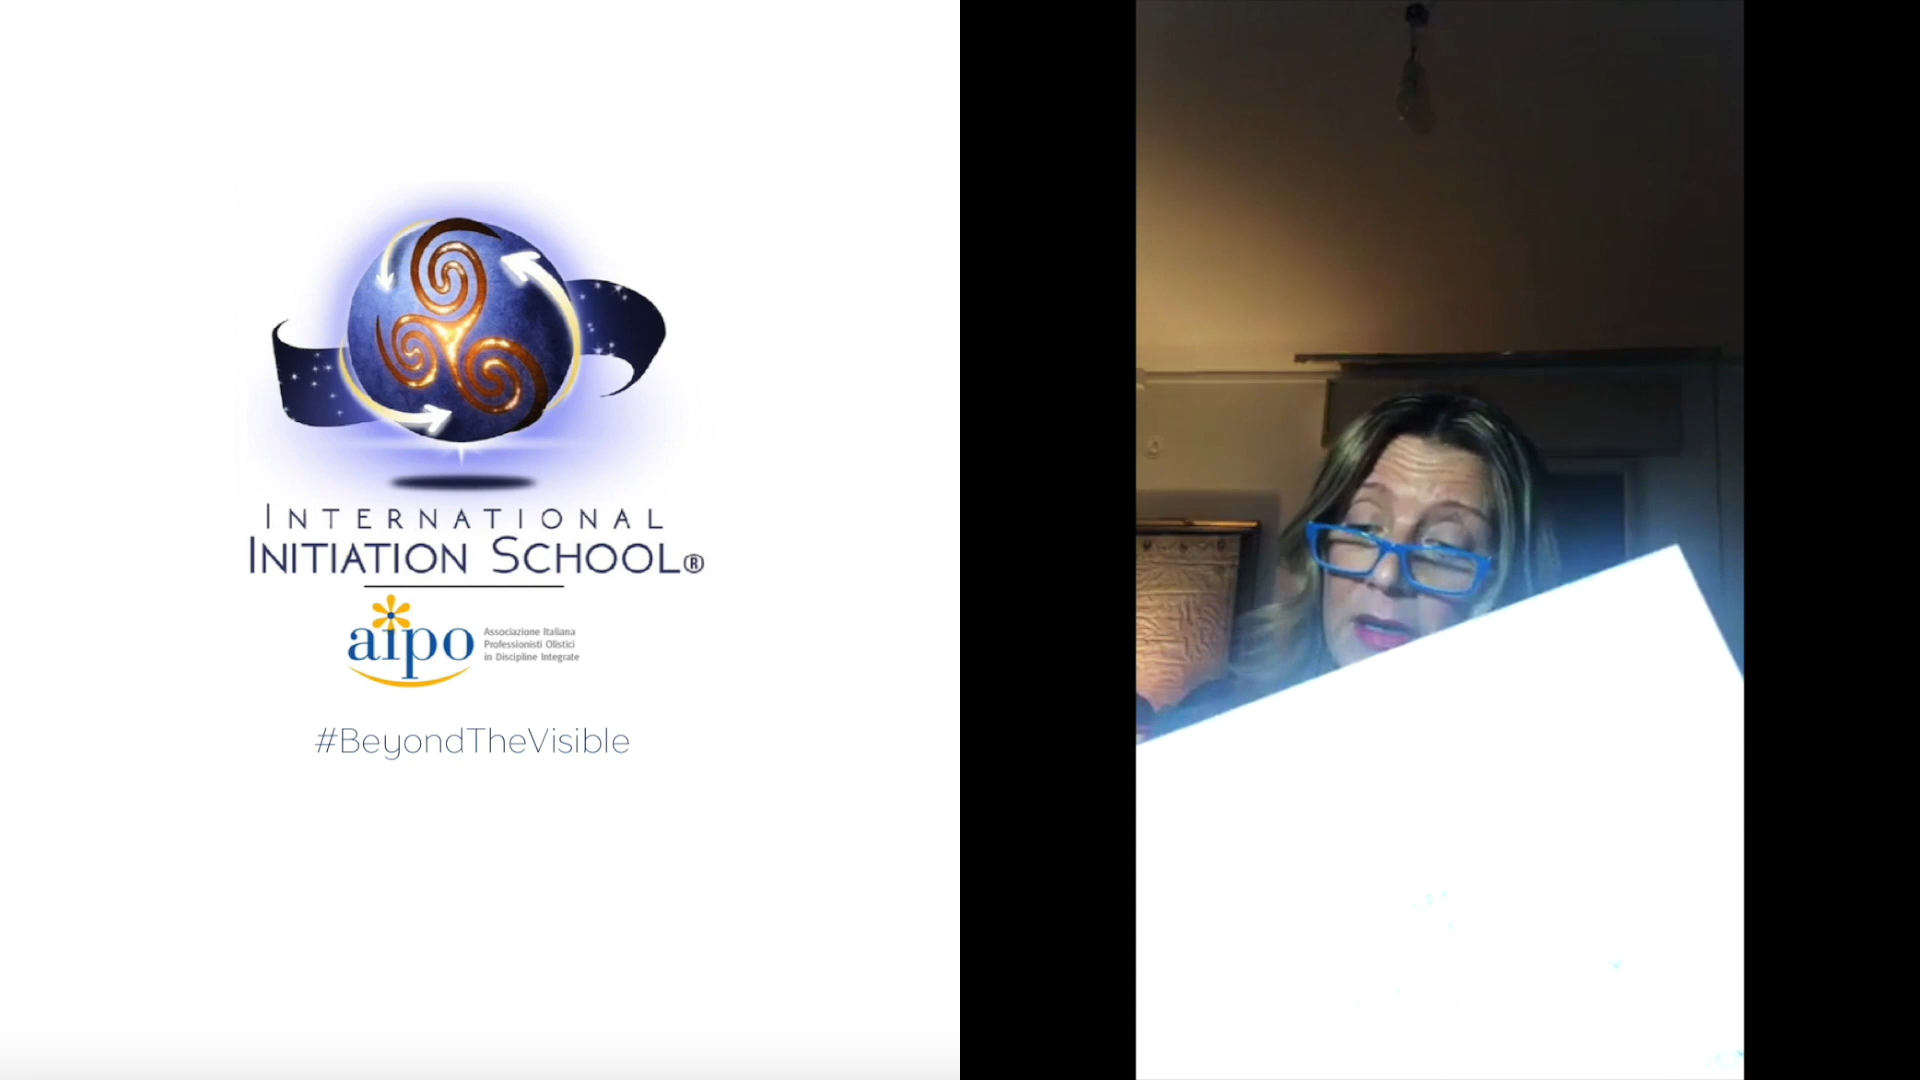 INTERNATIONAL
INITIATION SCHOOL®
aipo
Associazione Italiana
Professionisti Olistici
in Discipline Integrate
#BeyondTheVisible